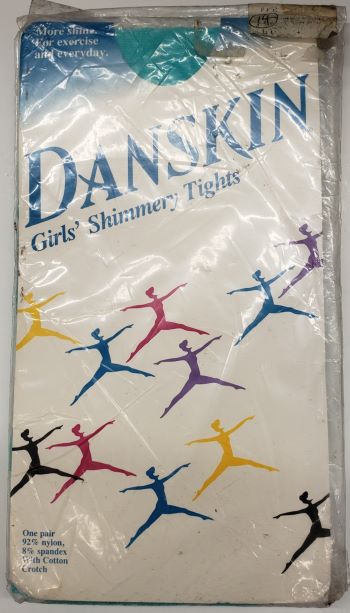 More shine.
For exercise
and everyday.
DANSKIN
Girls' Shimmery Tights
One pair
92% nylon,
8% spandex
With Cotton
Crotch